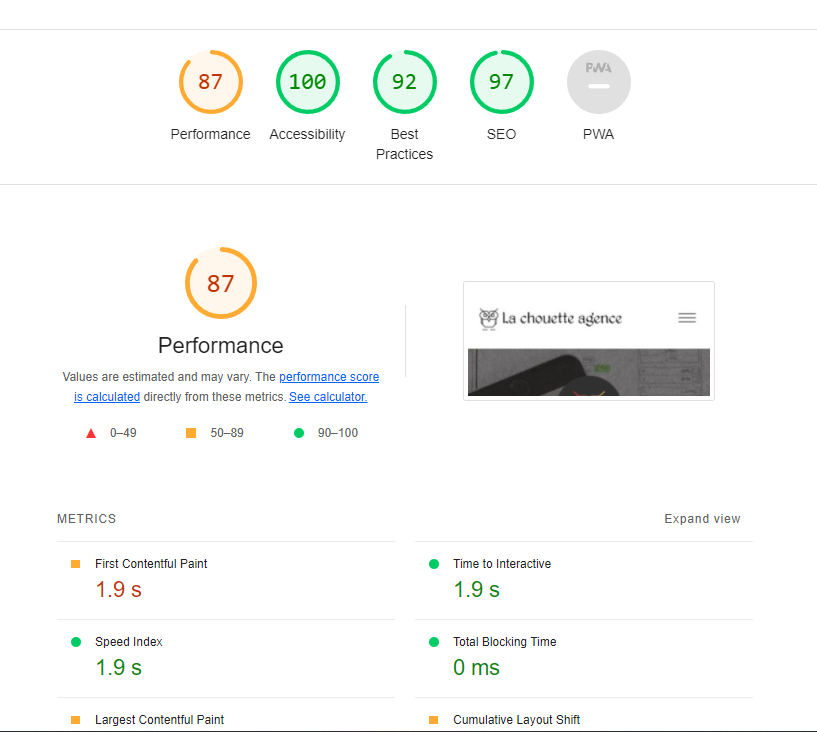 87
100
92
97
PWA
Performance
Accessibility
Best
Practices
SEO
PWA
87
Performance
Values are estimated and may vary. The performance score
is calculated directly from these metrics. See calculator.
0–49
50–89
90–100
La chouette agence
METRICS
Expand view
First Contentful Paint
1.9 s
Time to Interactive
1.9 s
Speed Index
1.9 s
Total Blocking Time
0 ms
Largest Contentful Paint
Cumulative Layout Shift